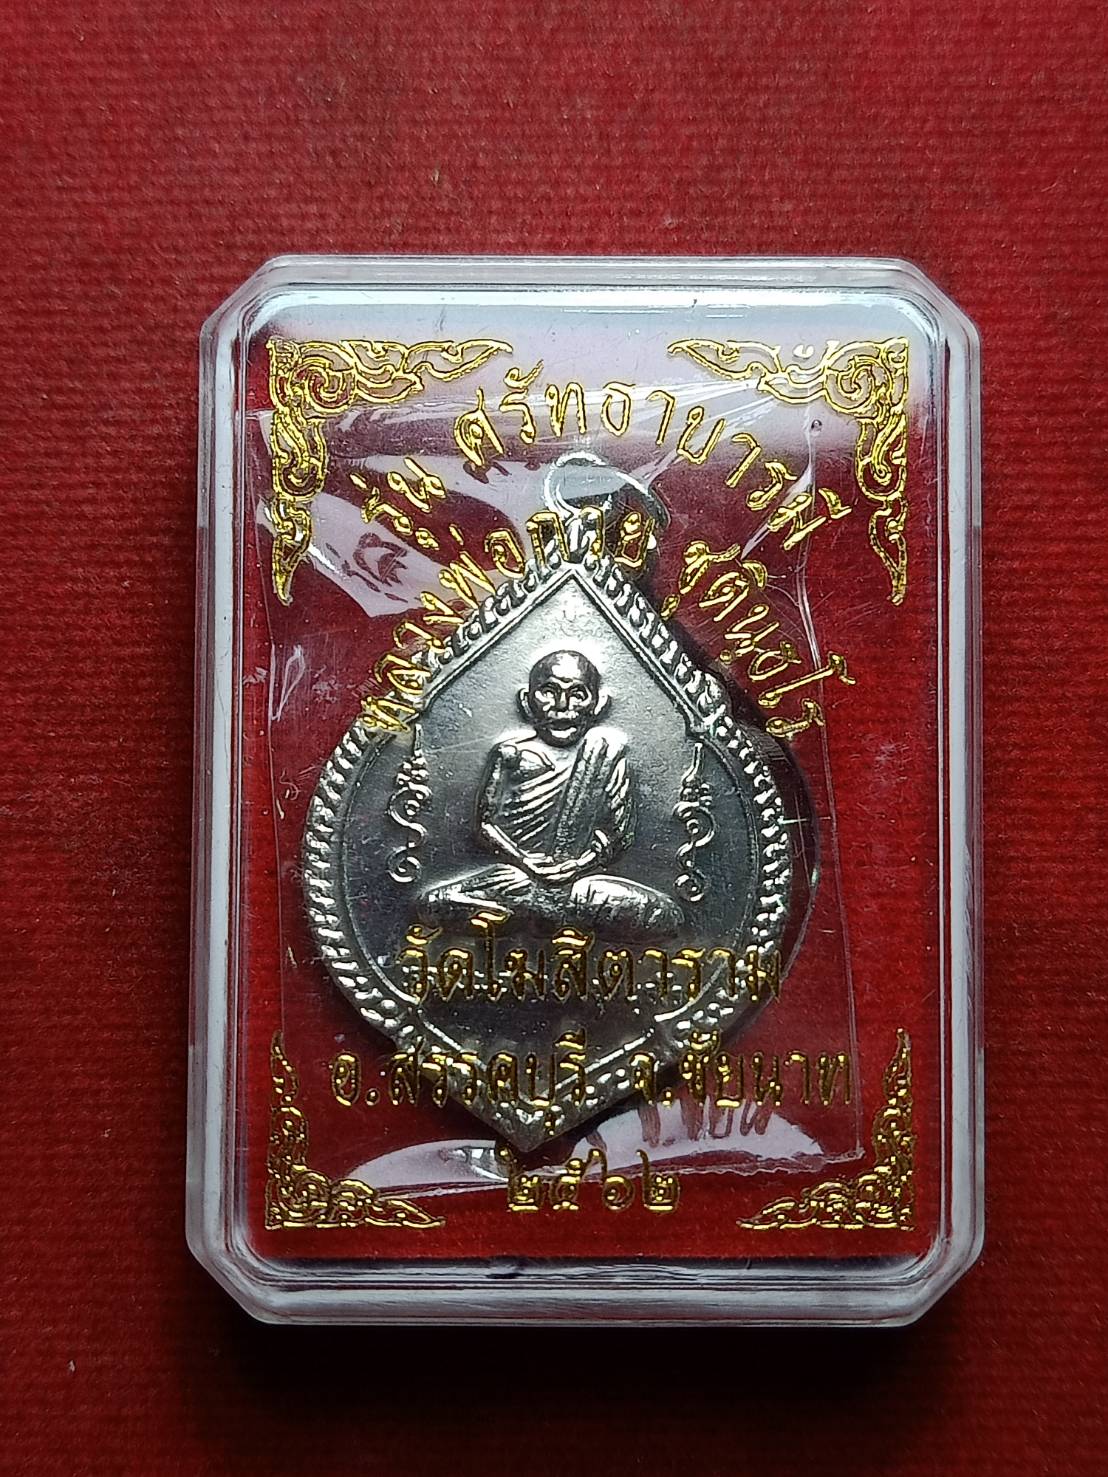 รุ่น ศรัทธาบารมี
หลวงพ่อกวย ชุตินฺธโร
วัดโฆสิตาราม
อ.สรรคบุรี จ.ชัยนาท
๒๕๖๒